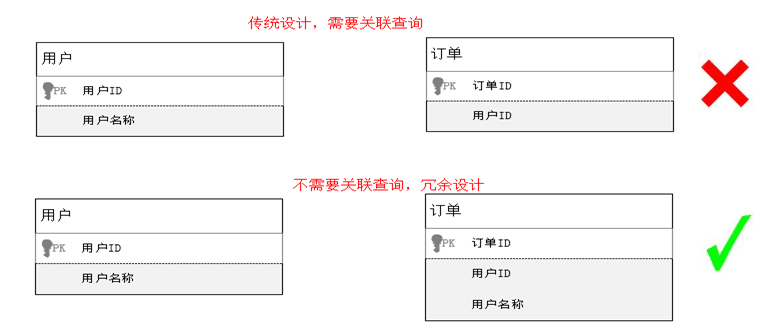 传统设计，需要关联查询
用户
PK 用户ID
用户名称
订单
PK 订单ID
用户ID
不需要关联查询，冗余设计
用户
PK 用户ID
用户名称
订单
PK 订单ID
用户ID
用户名称